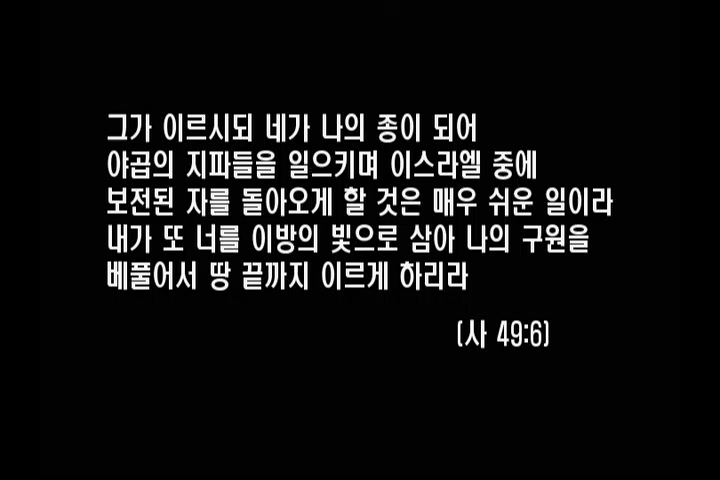 그가 이르시되 네가 나의 종이 되어
야곱의 지파들을 일으키며 이스라엘 중에
보전된 자를 돌아오게 할 것은 매우 쉬운 일이라
내가 또 너를 이방의 빛으로 삼아 나의 구원을
베풀어서 땅 끝까지 이르게 하리라
(사 49:6)